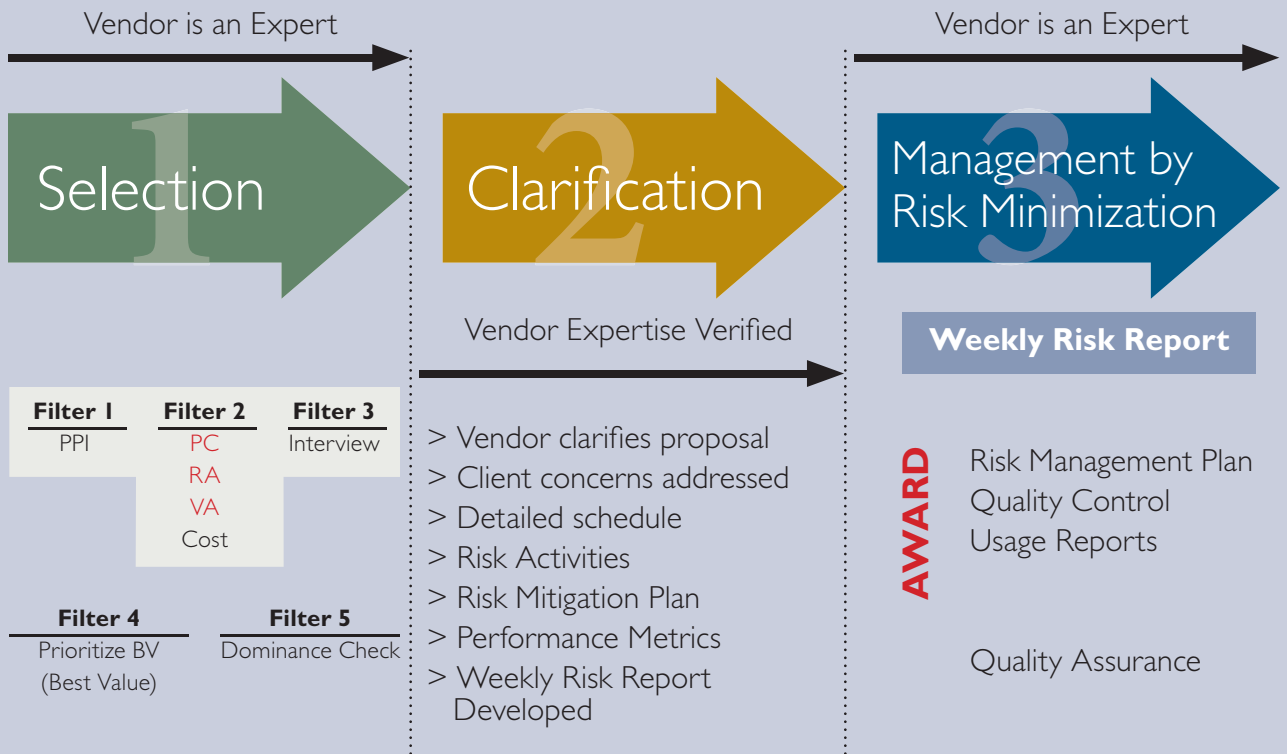 Vendor is an Expert
1
Selection
Filter 1
PPI
Filter 2
PC
RA
VA
Cost
Filter 3
Interview
Filter 4
Prioritize BV
(Best Value)
Filter 5
Dominance Check
2
Clarification
Vendor Expertise Verified
> Vendor clarifies proposal
> Client concerns addressed
> Detailed schedule
> Risk Activities
> Risk Mitigation Plan
> Performance Metrics
> Weekly Risk Report
Developed
Vendor is an Expert
3
Management by
Risk Minimization
Weekly Risk Report
AWARD
Risk Management Plan
Quality Control
Usage Reports
Quality Assurance